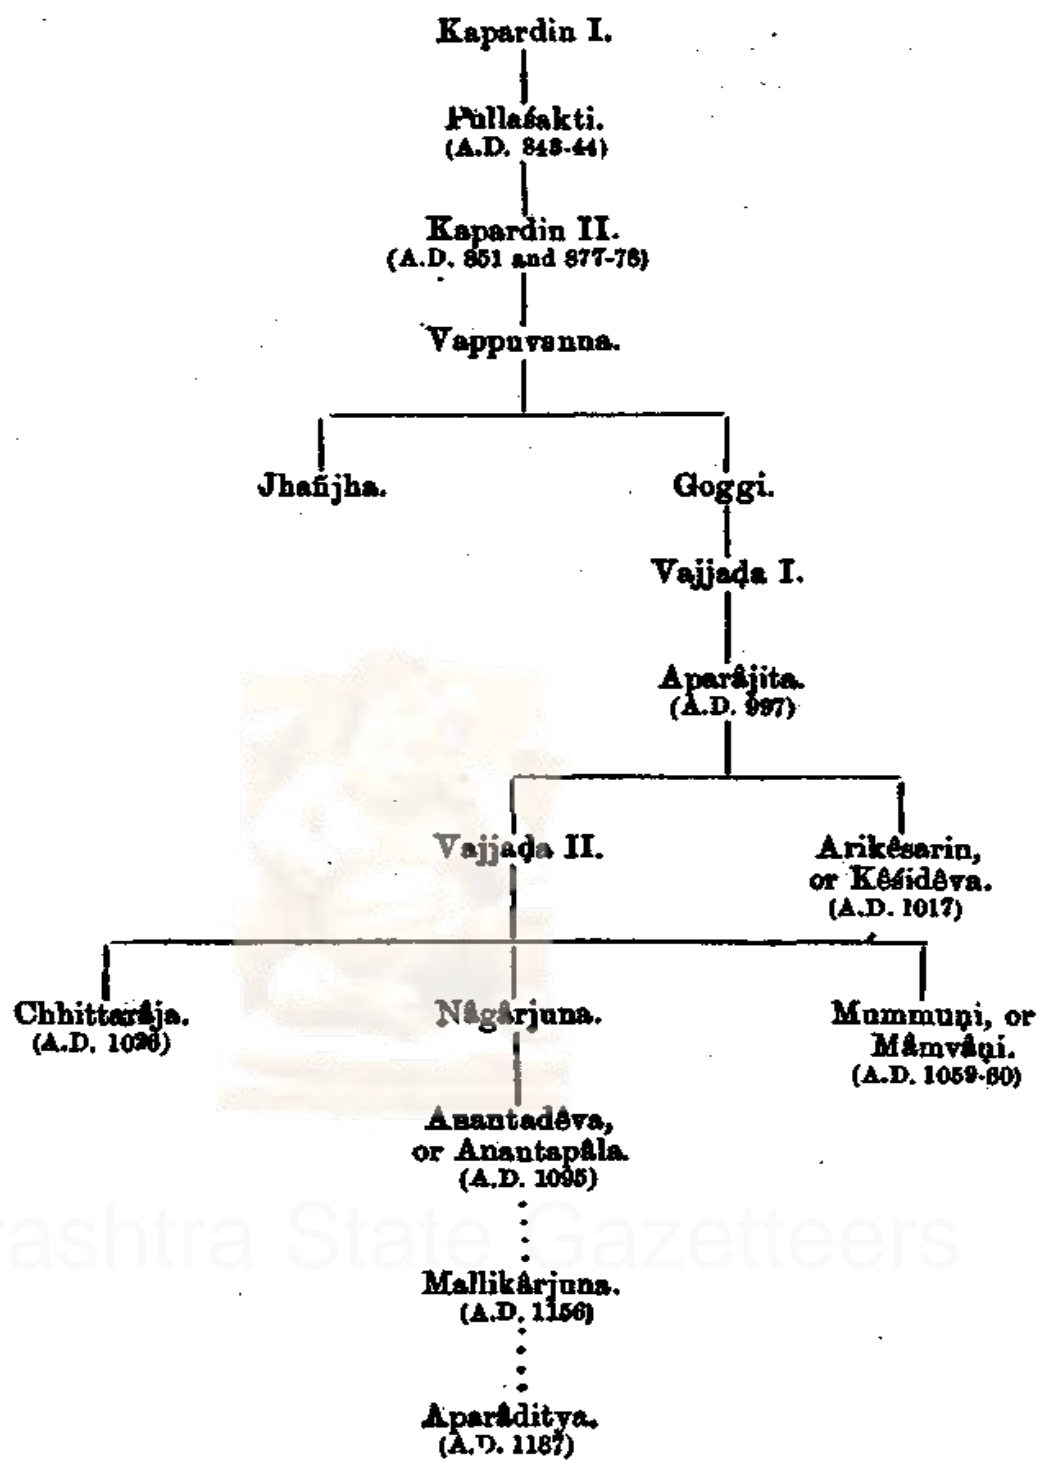 Kapardin I.
Pullaśakti.
(A.D. 843-44)
Kapardin II.
(A.D. 851 and 877-78)
Vappuvanna.
Jhañjha.
Goggi.
Vajjaḍa I.
Aparâjita.
(A.D. 997)
Vajjaḍa II.
Arikêsarin,
or Kêśidêva.
(A.D. 1017)
Chhittarâja.
(A.D. 1026)
Nâgârjuna.
Mummuṇi, or
Mâmvâṇi.
(A.D. 1059-60)
Anantadêva,
or Anantapâla.
(A.D. 1095)
rashtra State Gazetteers
Mallikârjuna.
(A.D. 1156)
Aparâditya.
(A.D. 1187)